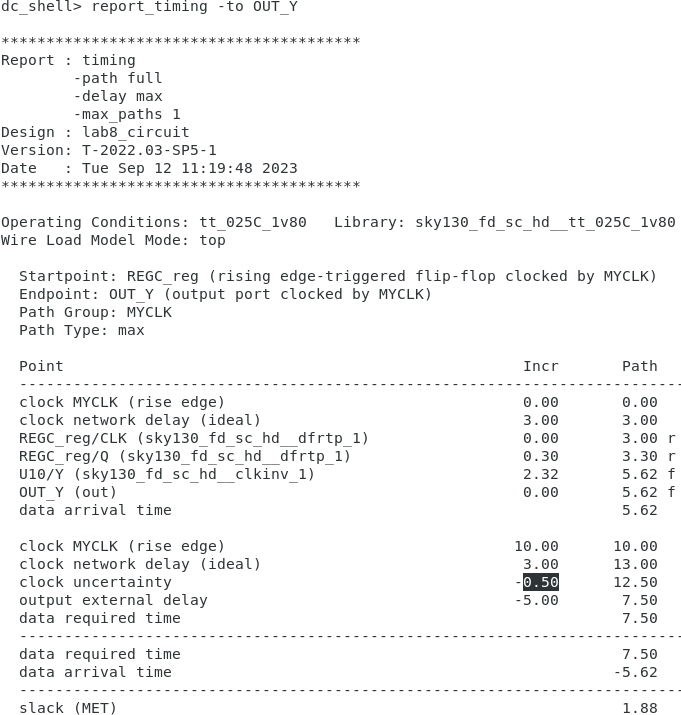 dc_shell> report_timing -to OUT_Y
****************************************
Report : timing
        -path full
        -delay max
        -max_paths 1
Design : lab8_circuit
Version: T-2022.03-SP5-1
Date   : Tue Sep 12 11:19:48 2023
****************************************
Operating Conditions: tt_025C_1v80   Library: sky130_fd_sc_hd__tt_025C_1v80
Wire Load Model Mode: top
  Startpoint: REGC_reg (rising edge-triggered flip-flop clocked by MYCLK)
  Endpoint: OUT_Y (output port clocked by MYCLK)
  Path Group: MYCLK
  Path Type: max
  Point                                                   Incr       Path
  --------------------------------------------------------------------------
  clock MYCLK (rise edge)                                 0.00       0.00
  clock network delay (ideal)                             3.00       3.00
  REGC_reg/CLK (sky130_fd_sc_hd__dfrtp_1)                 0.00       3.00 r
  REGC_reg/Q (sky130_fd_sc_hd__dfrtp_1)                   0.30       3.30 r
  U10/Y (sky130_fd_sc_hd__clkinv_1)                       2.32       5.62 f
  OUT_Y (out)                                             0.00       5.62 f
  data arrival time                                                  5.62
  clock MYCLK (rise edge)                                10.00      10.00
  clock network delay (ideal)                             3.00      13.00
  clock uncertainty                                      -0.50      12.50
  output external delay                                  -5.00       7.50
  data required time                                                 7.50
  --------------------------------------------------------------------------
  data required time                                                 7.50
  data arrival time                                                 -5.62
  --------------------------------------------------------------------------
  slack (MET)                                                        1.88